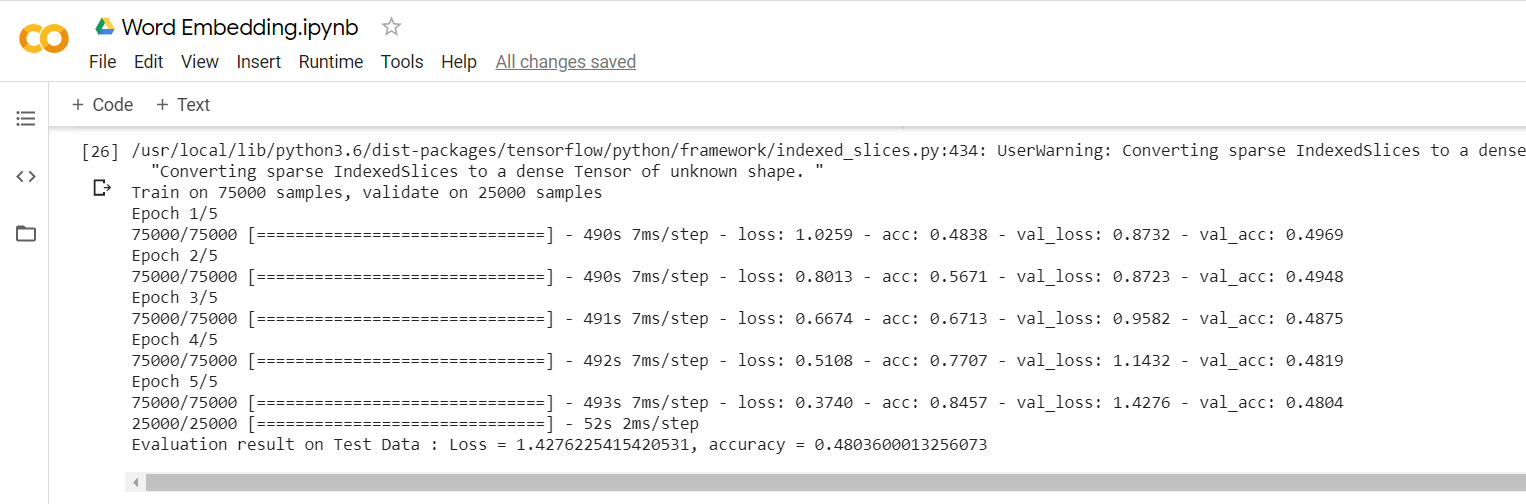 Word Embedding.ipynb
File Edit View Insert Runtime Tools Help All changes saved
+ Code + Text
[26] /usr/local/lib/python3.6/dist-packages/tensorflow/python/framework/indexed_slices.py:434: UserWarning: Converting sparse IndexedSlices to a dense
"Converting sparse IndexedSlices to a dense Tensor of unknown shape. "
Train on 75000 samples, validate on 25000 samples
Epoch 1/5
75000/75000 [==============================] - 490s 7ms/step - loss: 1.0259 - acc: 0.4838 - val_loss: 0.8732 - val_acc: 0.4969
Epoch 2/5
75000/75000 [==============================] - 490s 7ms/step - loss: 0.8013 - acc: 0.5671 - val_loss: 0.8723 - val_acc: 0.4948
Epoch 3/5
75000/75000 [==============================] - 491s 7ms/step - loss: 0.6674 - acc: 0.6713 - val_loss: 0.9582 - val_acc: 0.4875
Epoch 4/5
75000/75000 [==============================] - 492s 7ms/step - loss: 0.5108 - acc: 0.7707 - val_loss: 1.1432 - val_acc: 0.4819
Epoch 5/5
75000/75000 [==============================] - 493s 7ms/step - loss: 0.3740 - acc: 0.8457 - val_loss: 1.4276 - val_acc: 0.4804
25000/25000 [==============================] - 52s 2ms/step
Evaluation result on Test Data : Loss = 1.4276225415420531, accuracy = 0.4803600013256073